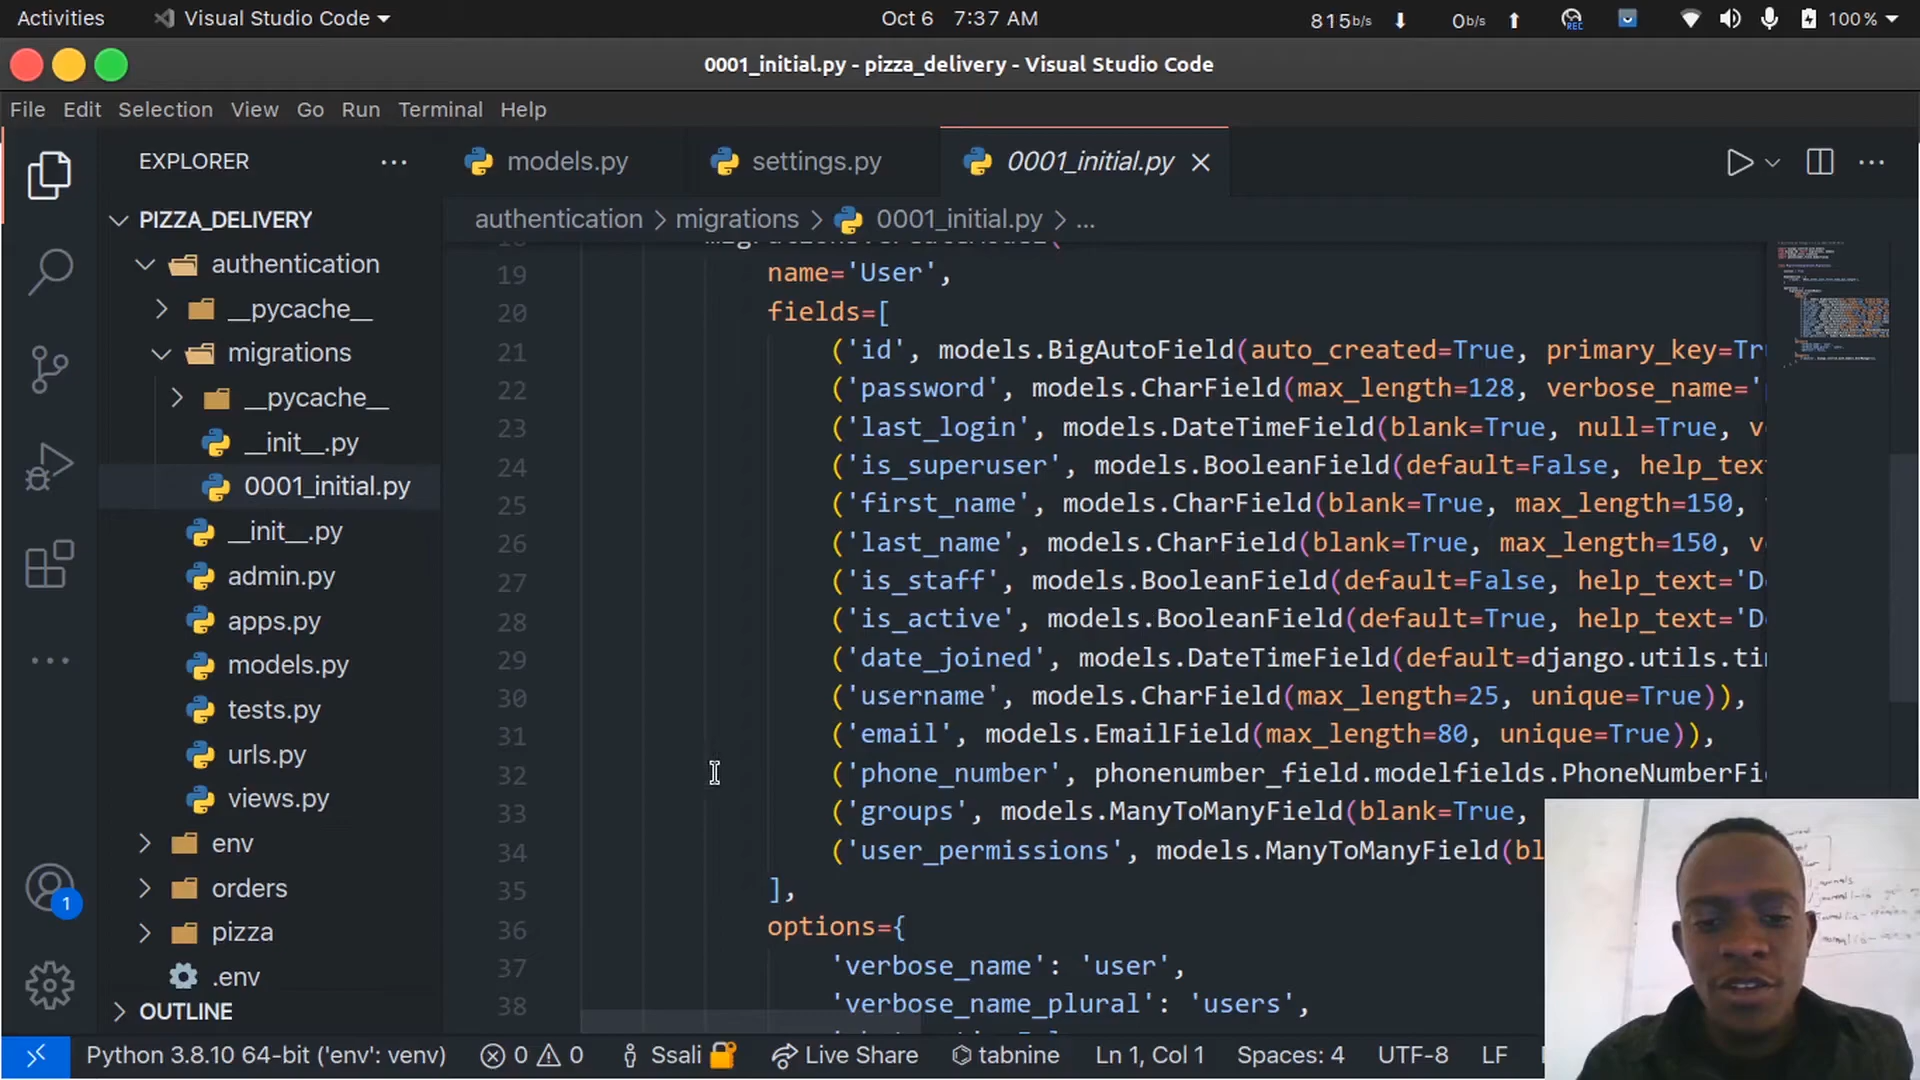 Activities
Visual Studio Code
Oct 6 7:37 AM
815b/s
0b/s
REC
100%
0001_initial.py - pizza_delivery - Visual Studio Code
File Edit Selection View Go Run Terminal Help
EXPLORER
models.py
settings.py
0001_initial.py
PIZZA_DELIVERY
authentication > migrations > 0001_initial.py > ...
authentication
__pycache__
migrations
__pycache__
__init__.py
0001_initial.py
__init__.py
admin.py
apps.py
models.py
tests.py
urls.py
views.py
env
orders
pizza
.env
OUTLINE
19 name='User',
20 fields=[
21 ('id', models.BigAutoField(auto_created=True, primary_key=Tr
22 ('password', models.CharField(max_length=128, verbose_name='
23 ('last_login', models.DateTimeField(blank=True, null=True, v
24 ('is_superuser', models.BooleanField(default=False, help_tex
25 ('first_name', models.CharField(blank=True, max_length=150,
26 ('last_name', models.CharField(blank=True, max_length=150, v
27 ('is_staff', models.BooleanField(default=False, help_text='D
28 ('is_active', models.BooleanField(default=True, help_text='D
29 ('date_joined', models.DateTimeField(default=django.utils.ti
30 ('username', models.CharField(max_length=25, unique=True)),
31 ('email', models.EmailField(max_length=80, unique=True)),
32 ('phone_number', phonenumber_field.modelfields.PhoneNumberFi
33 ('groups', models.ManyToManyField(blank=True,
34 ('user_permissions', models.ManyToManyField(bl
35 ],
36 options={
37 'verbose_name': 'user',
38 'verbose_name_plural': 'users',
1
Python 3.8.10 64-bit ('env': venv)
0
0
Ssali
Live Share
tabnine
Ln 1, Col 1
Spaces: 4
UTF-8
LF